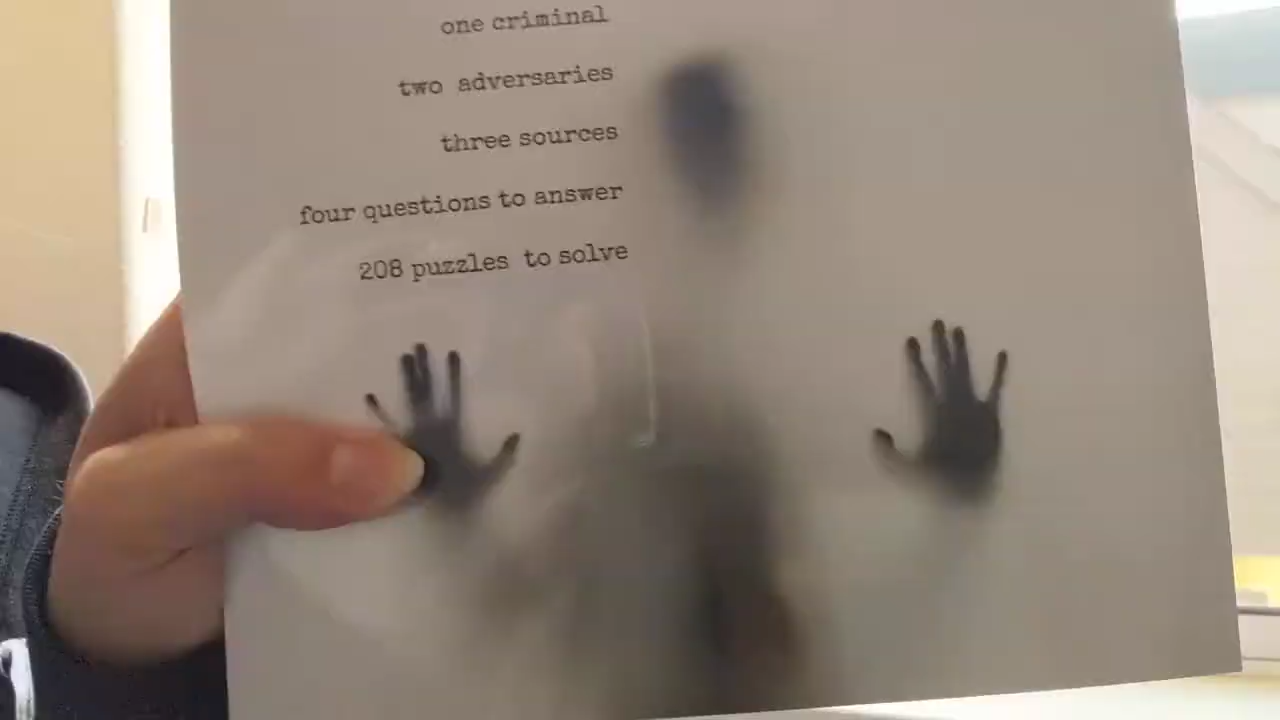 one criminal
two adversaries
three sources
four questions to answer
208 puzzles to solve